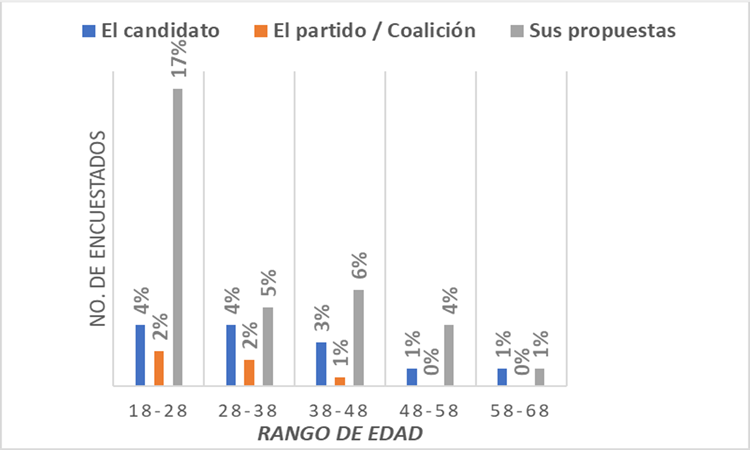 El candidato El partido / Coalición Sus propuestas
NO. DE ENCUESTADOS
4% 2% 17%
4% 2% 5%
3% 1% 6%
1% 0% 4%
1% 0% 1%
18-28 28-38 38-48 48-58 58-68
RANGO DE EDAD